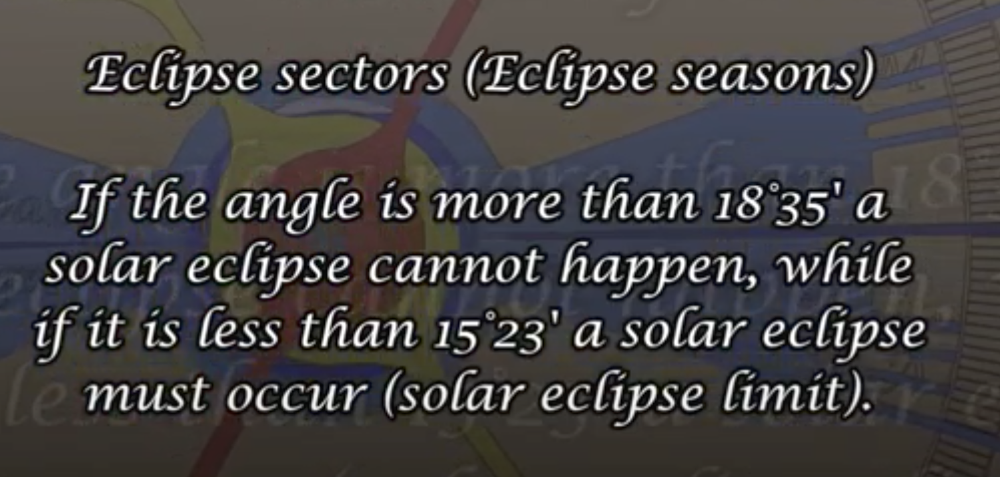 Eclipse sectors (Eclipse seasons)
If the angle is more than 18°35' a
solar eclipse cannot happen, while
if it is less than 15°23' a solar eclipse
must occur (solar eclipse limit).